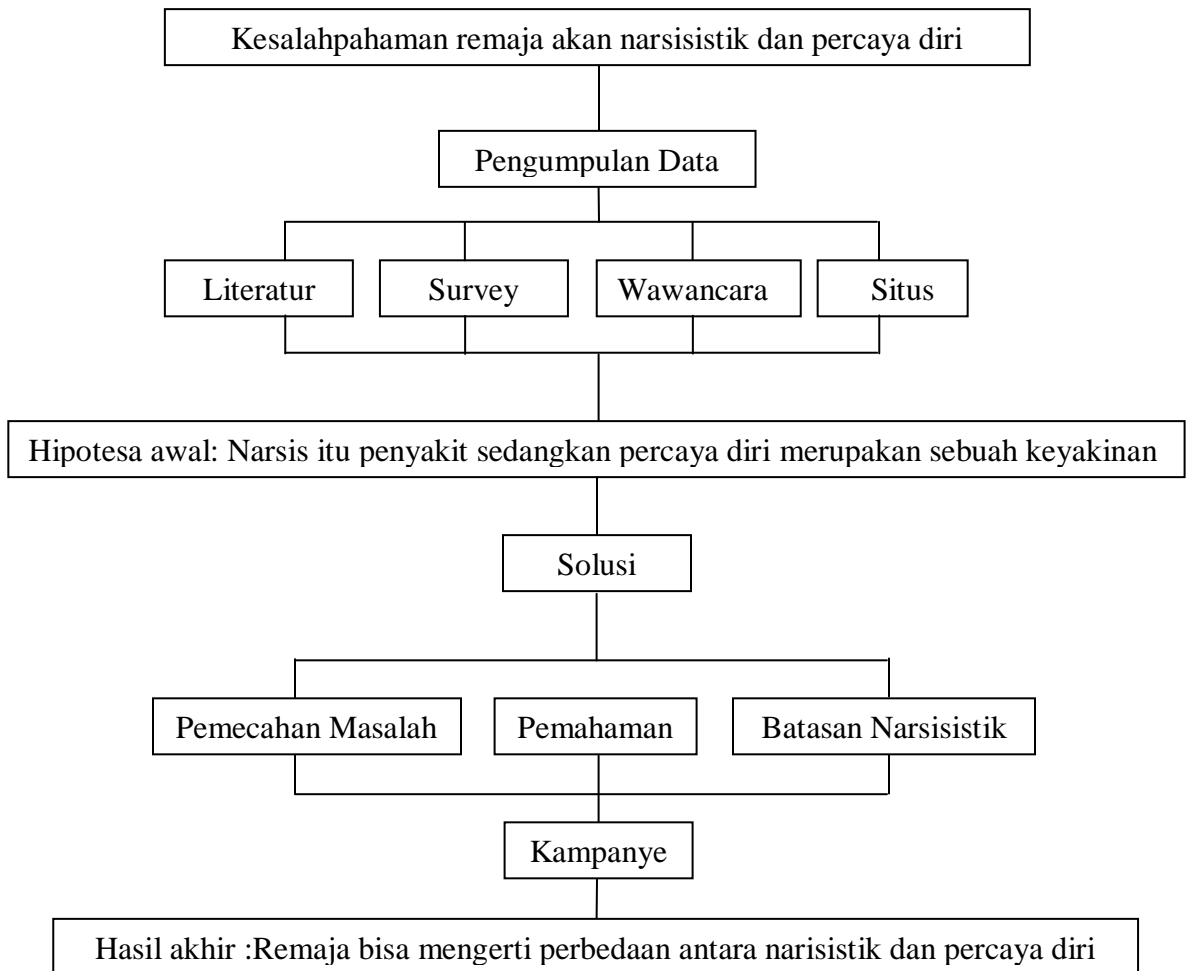 Kesalahpahaman remaja akan narsisistik dan percaya diri
Pengumpulan Data
Literatur
Survey
Wawancara
Situs
Hipotesa awal: Narsis itu penyakit sedangkan percaya diri merupakan sebuah keyakinan
Solusi
Pemecahan Masalah
Pemahaman
Batasan Narsisistik
Kampanye
Hasil akhir :Remaja bisa mengerti perbedaan antara narisistik dan percaya diri